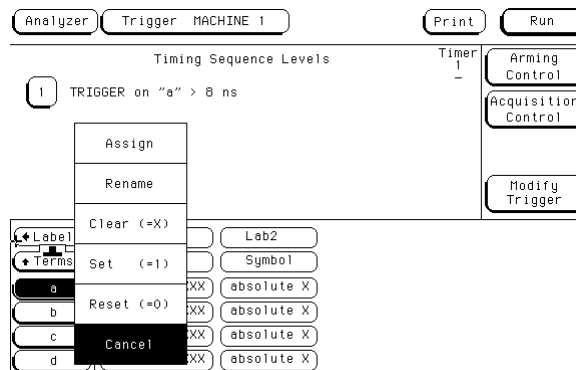 Analyzer Trigger MACHINE 1 Print Run
Timing Sequence Levels
Timer
1
-
Arming
Control
1 TRIGGER on "a" > 8 ns
Acquisition
Control
Modify
Trigger
Assign
Rename
Clear (=X)
Set (=1)
Reset (=0)
Cancel
Label Lab2
Terms Symbol
a XX absolute X
b XX absolute X
c XX absolute X
d XX absolute X